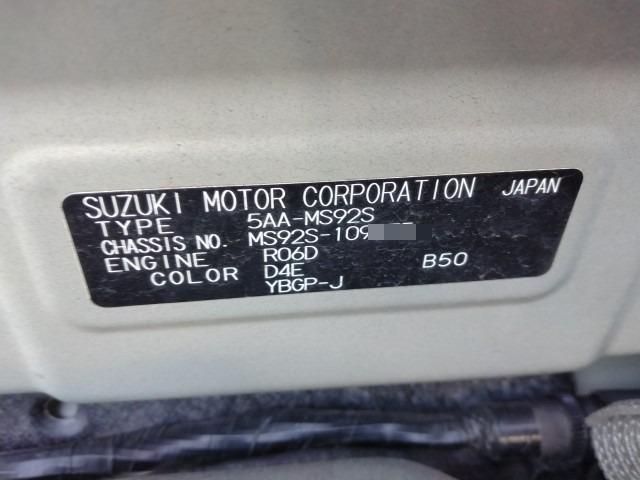 SUZUKI MOTOR CORPORATION JAPAN
TYPE 5AA-MS92S
CHASSIS NO. MS92S-109
ENGINE R06D B50
COLOR D4E
YBGP-J